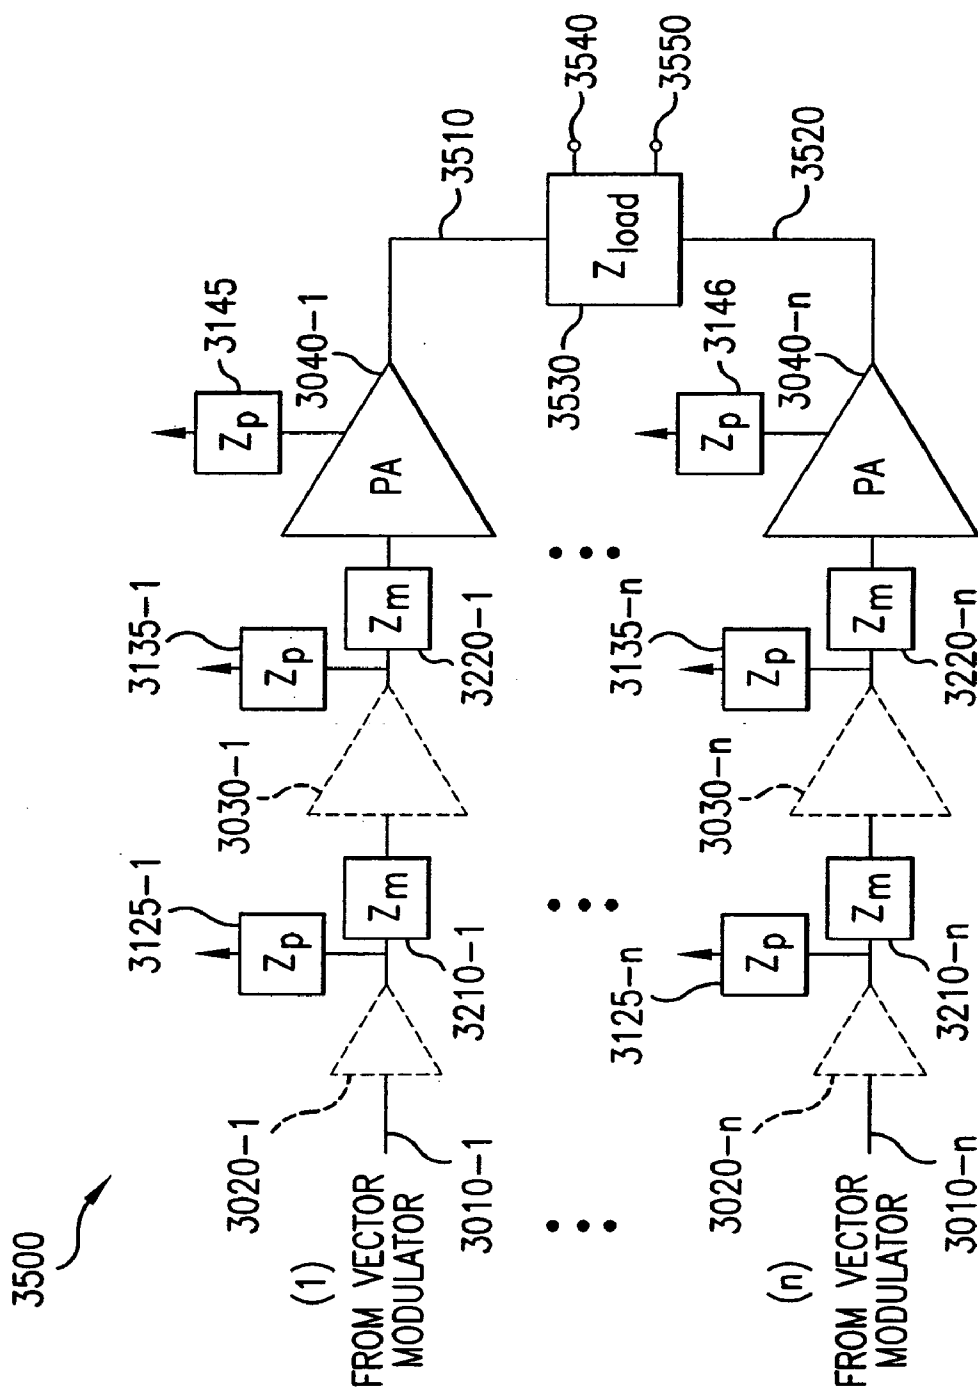 3500
(1)
FROM VECTOR
MODULATOR
3010-1
3020-1
3125-1
Zp
Zm
3210-1
3030-1
3135-1
Zp
Zm
3220-1
PA
3145
Zp
3040-1
3510
3530
Zload
3540
3550
3520
(n)
FROM VECTOR
MODULATOR
3010-n
3020-n
3125-n
Zp
Zm
3210-n
3030-n
3135-n
Zp
Zm
3220-n
PA
3146
Zp
3040-n